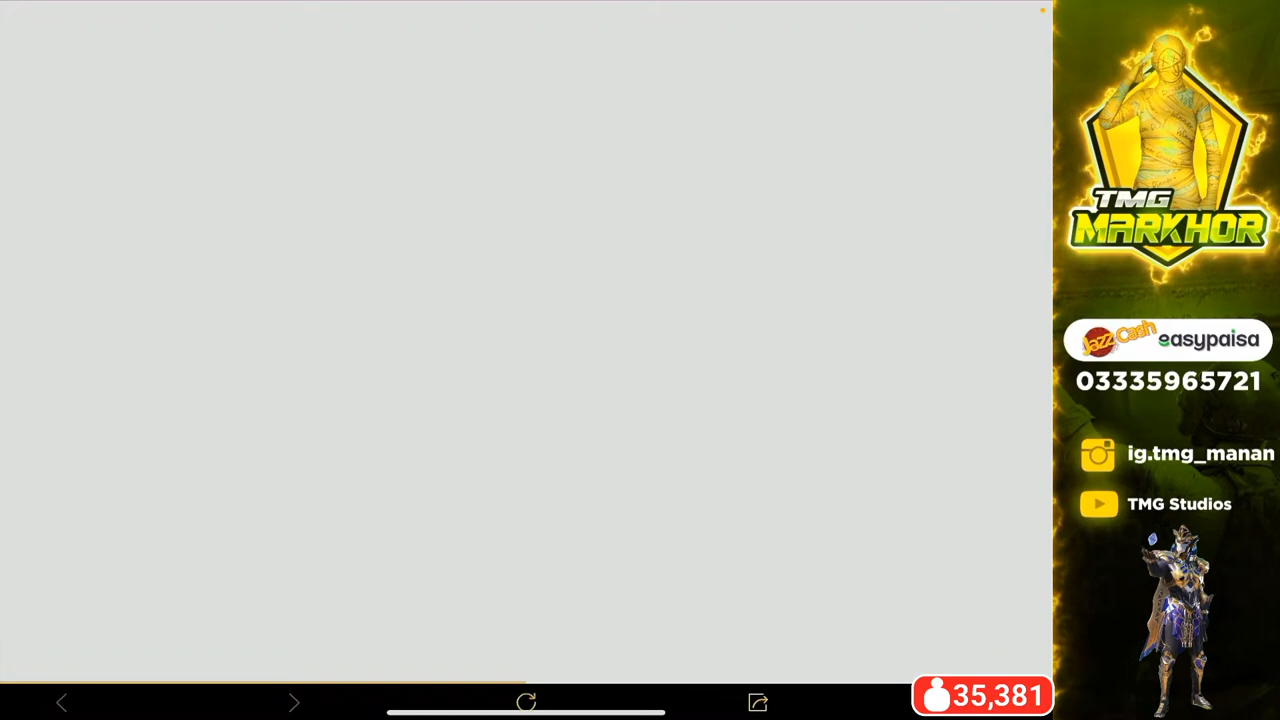 TMG
MARKHOR
JazzCash easypaisa
03335965721
ig.tmg_manan
TMG Studios
35,381